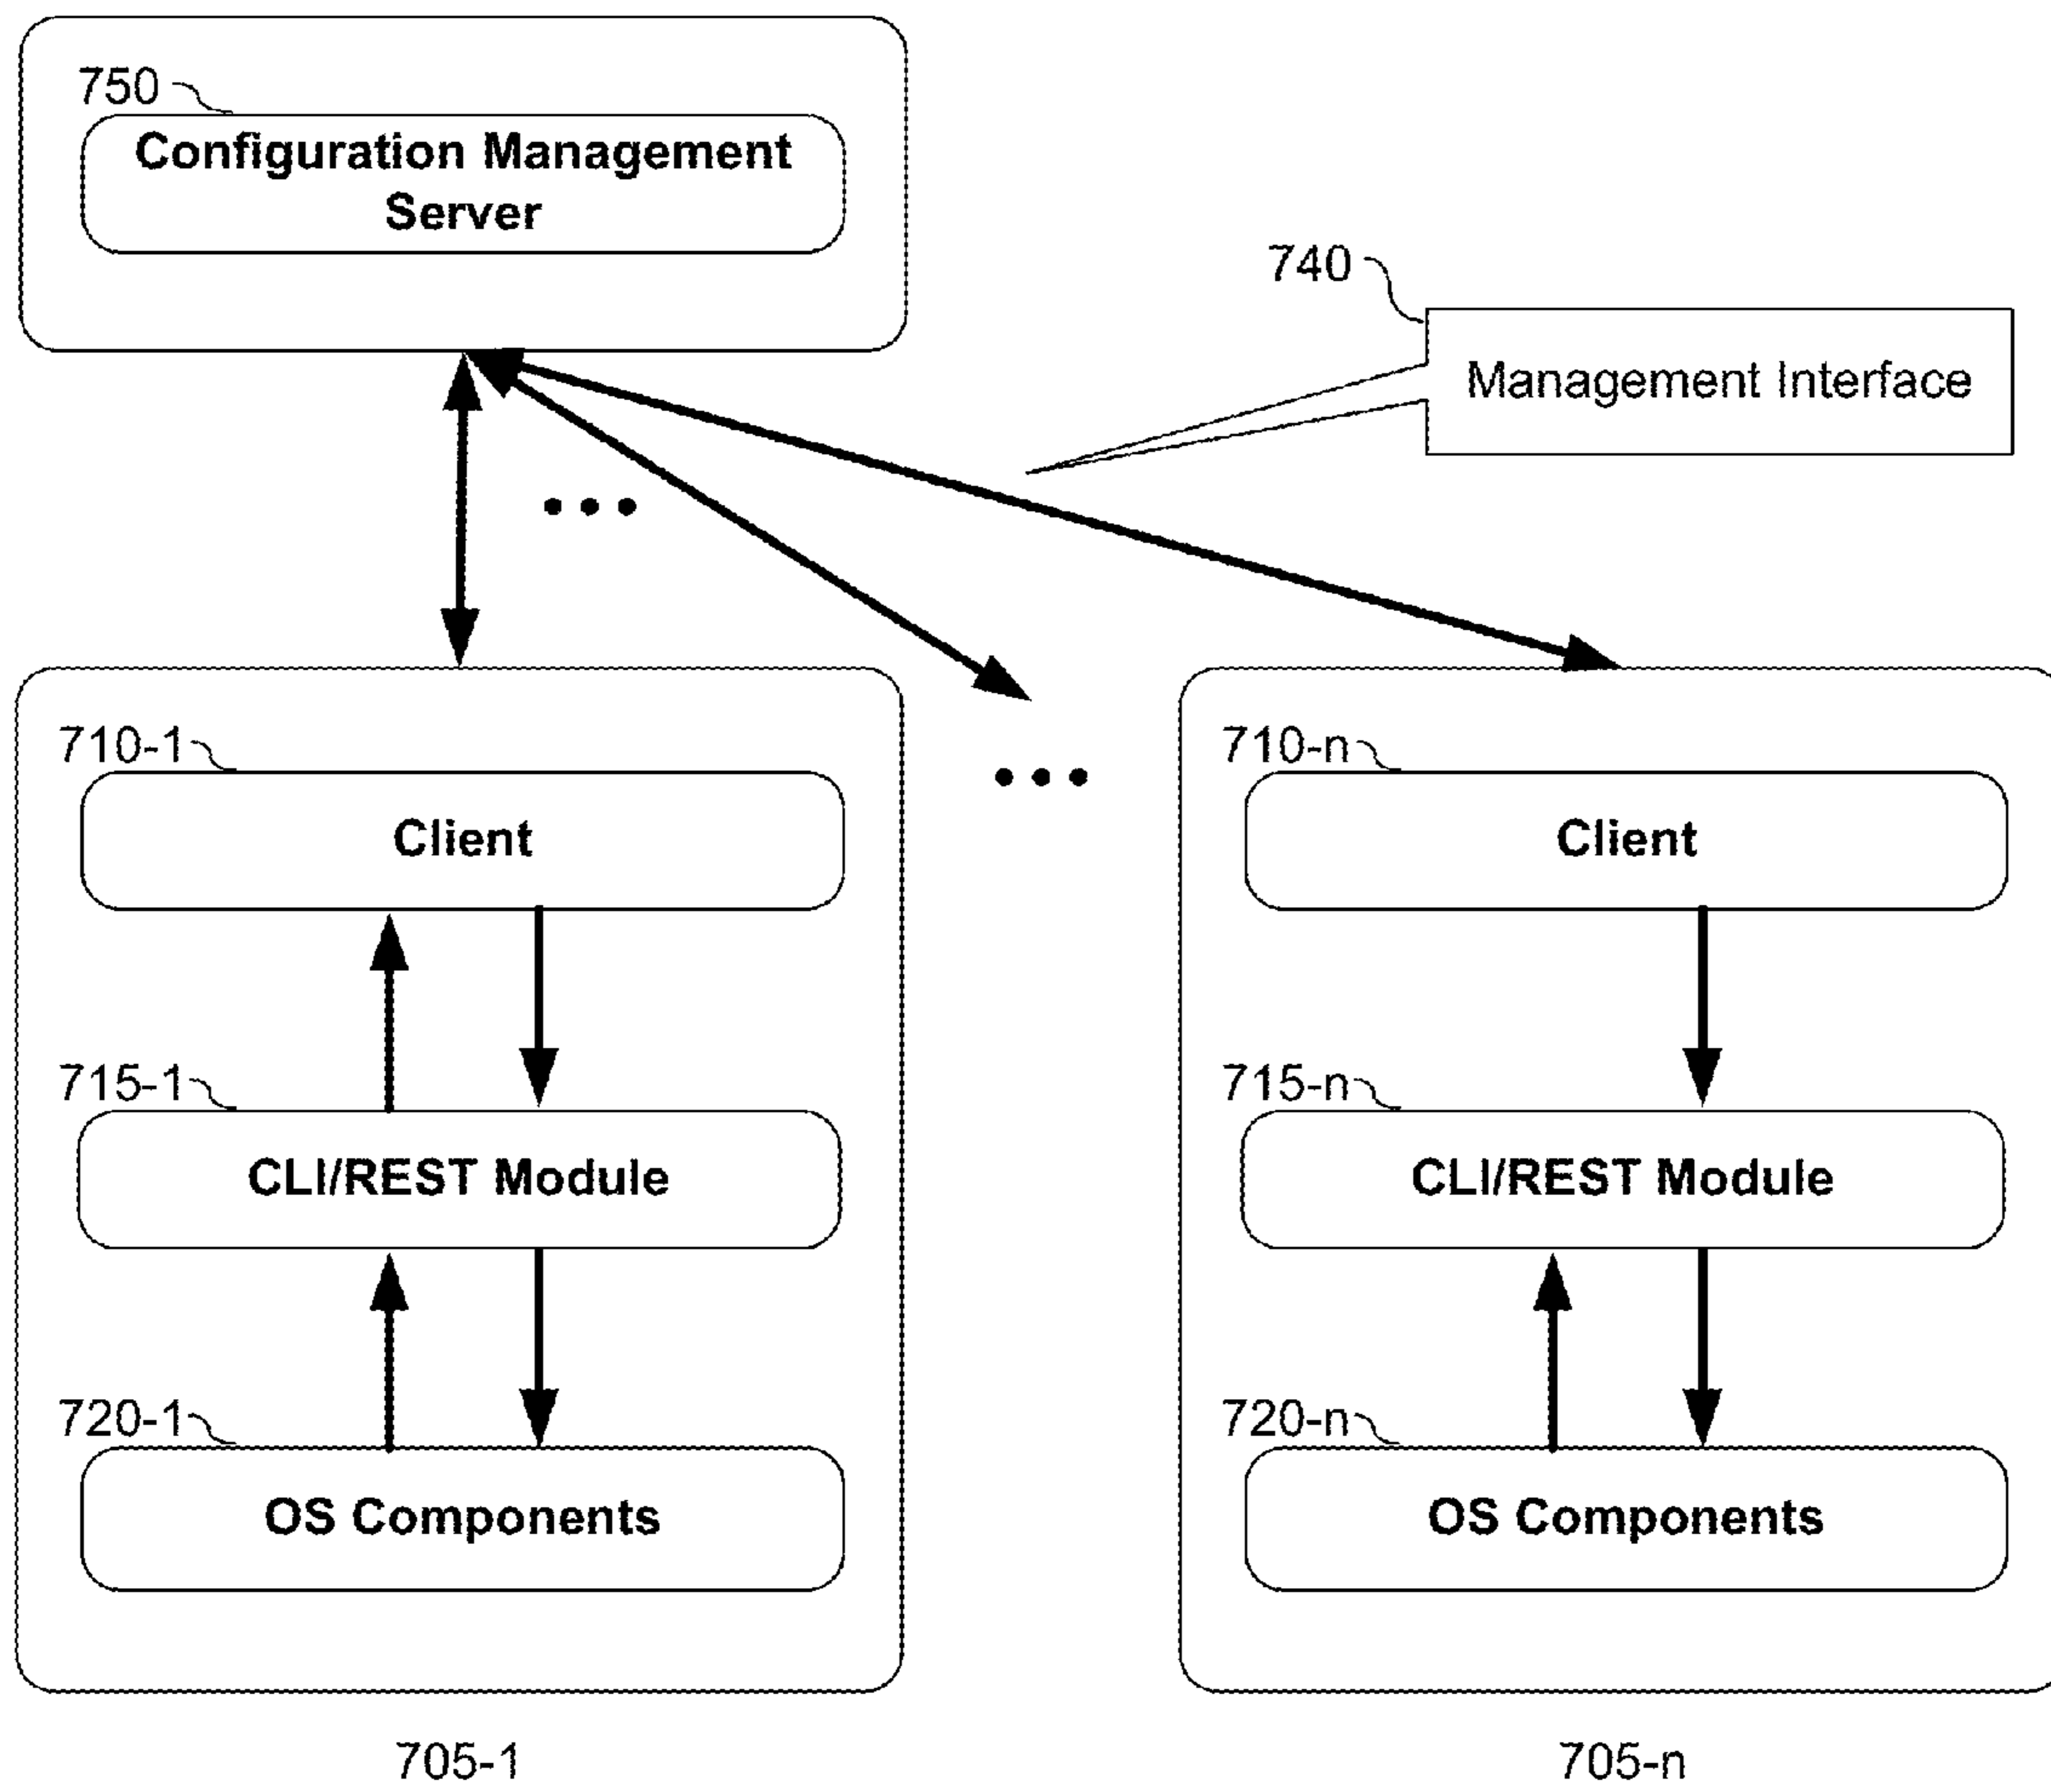 750
Configuration Management
Server
740
Management Interface
710-1
Client
710-n
Client
715-1
CLI/REST Module
715-n
CLI/REST Module
720-1
OS Components
720-n
OS Components
705-1
705-n